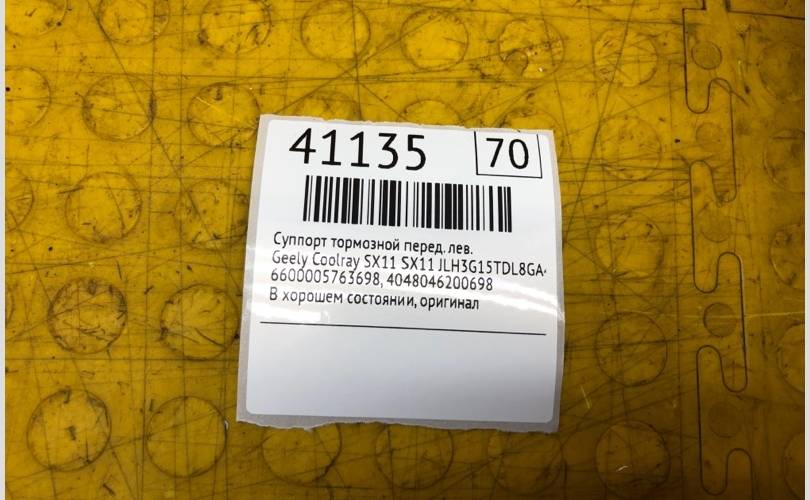 41135 70
Суппорт тормозной перед. лев.
Geely Coolray SX11 SX11 JLH3G15TDL8GA
6600005763698, 4048046200698
В хорошем состоянии, оригинал